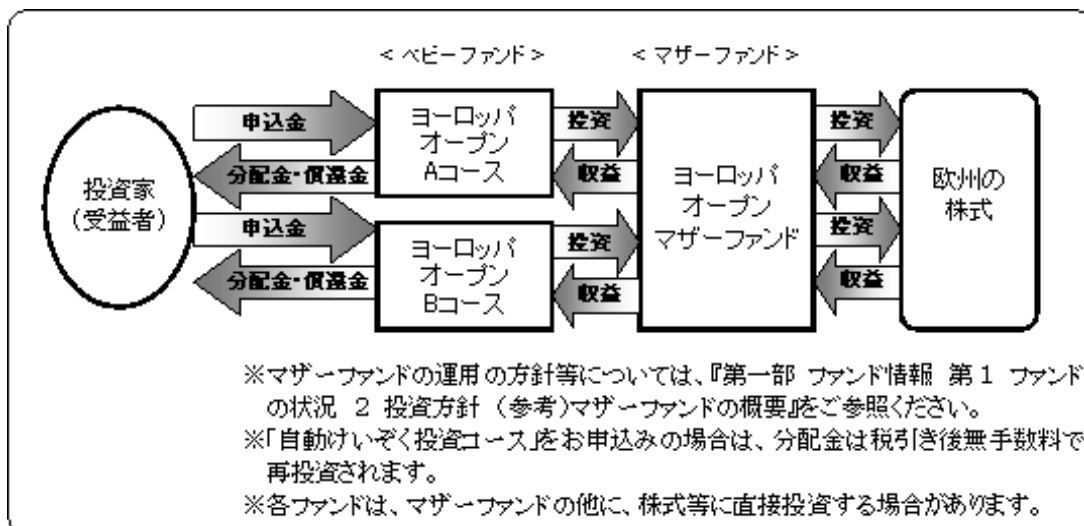 <ベビーファンド>
<マザーファンド>
投資家
(受益者)
申込金
分配金・償還金
申込金
分配金・償還金
ヨーロッパ
オープン
Aコース
ヨーロッパ
オープン
Bコース
投資
収益
投資
収益
ヨーロッパ
オープン
マザーファンド
投資
収益
投資
収益
欧州の
株式
※マザーファンドの運用の方針等については、『第一部 ファンド情報 第1 ファンド
の状況 2 投資方針 (参考)マザーファンドの概要』をご参照ください。
※「自動けいぞく投資コース」をお申込みの場合は、分配金は税引き後無手数料で
再投資されます。
※各ファンドは、マザーファンドの他に、株式等に直接投資する場合があります。